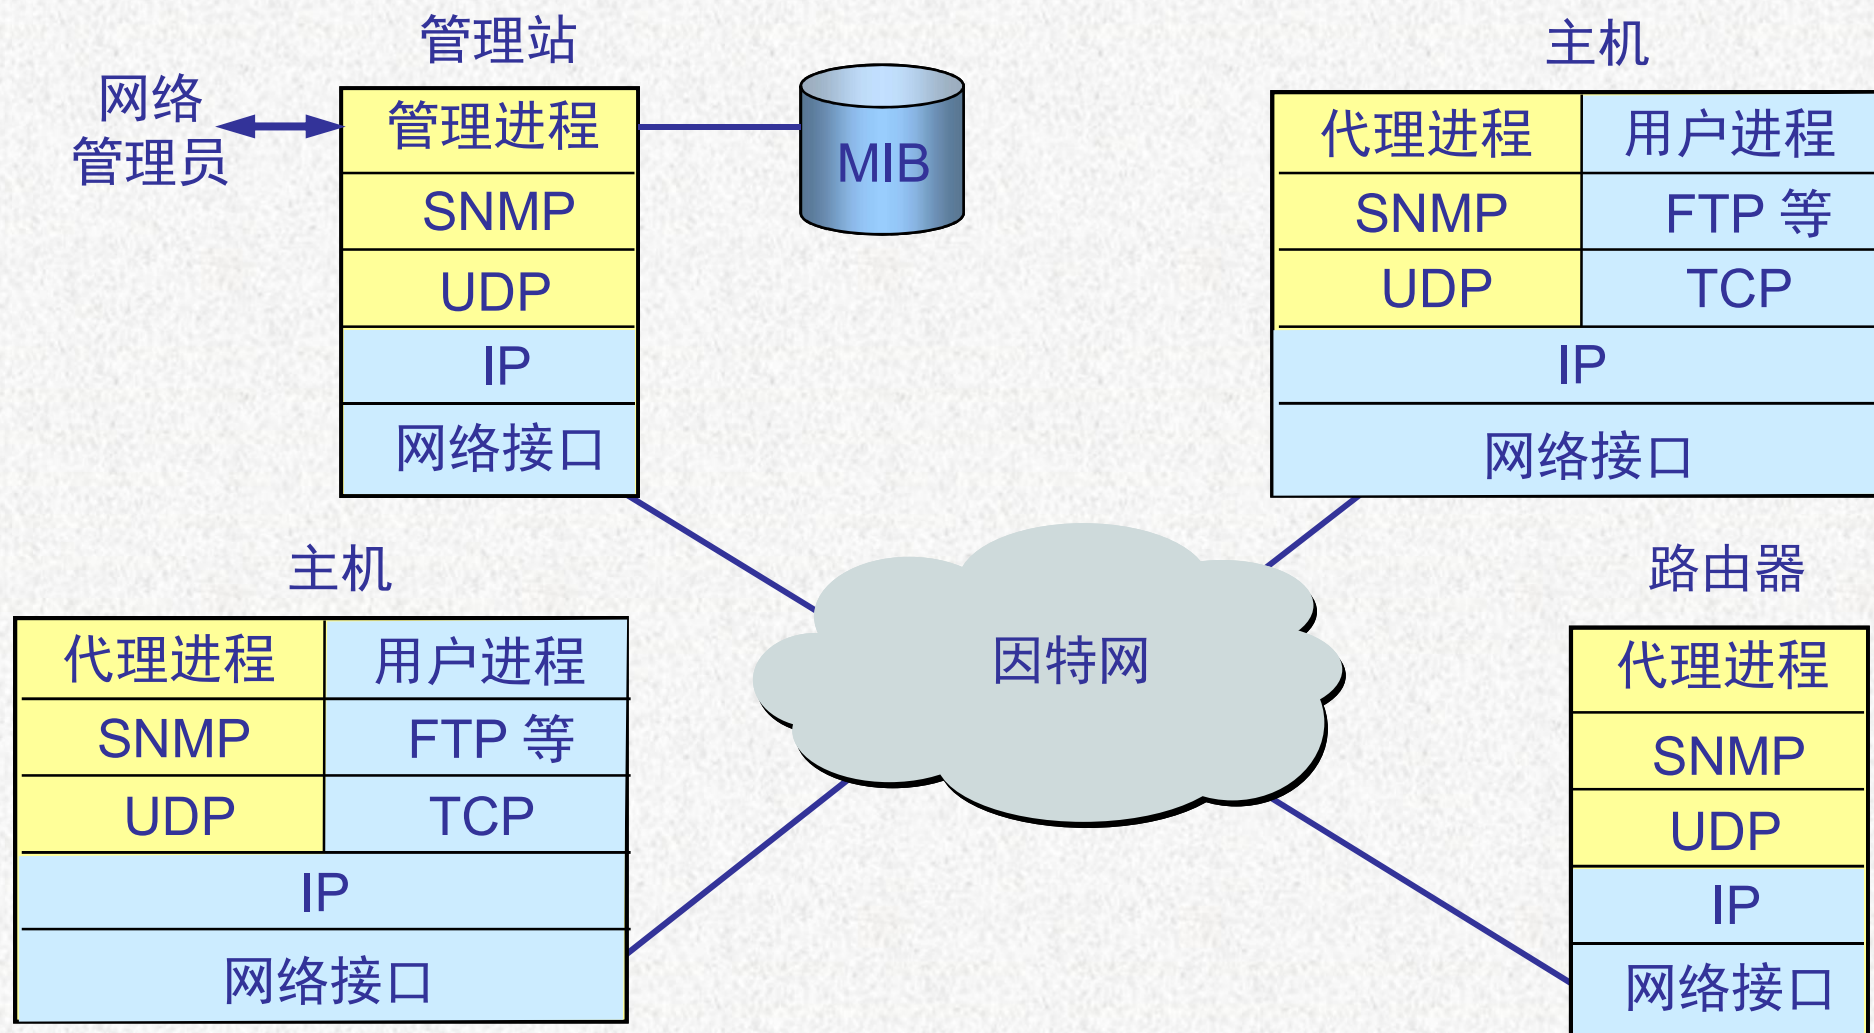 管理站
网络
管理员
管理进程
SNMP
UDP
IP
网络接口
MIB
主机
代理进程 用户进程
SNMP FTP 等
UDP TCP
IP
网络接口
主机
代理进程 用户进程
SNMP FTP 等
UDP TCP
IP
网络接口
因特网
路由器
代理进程
SNMP
UDP
IP
网络接口